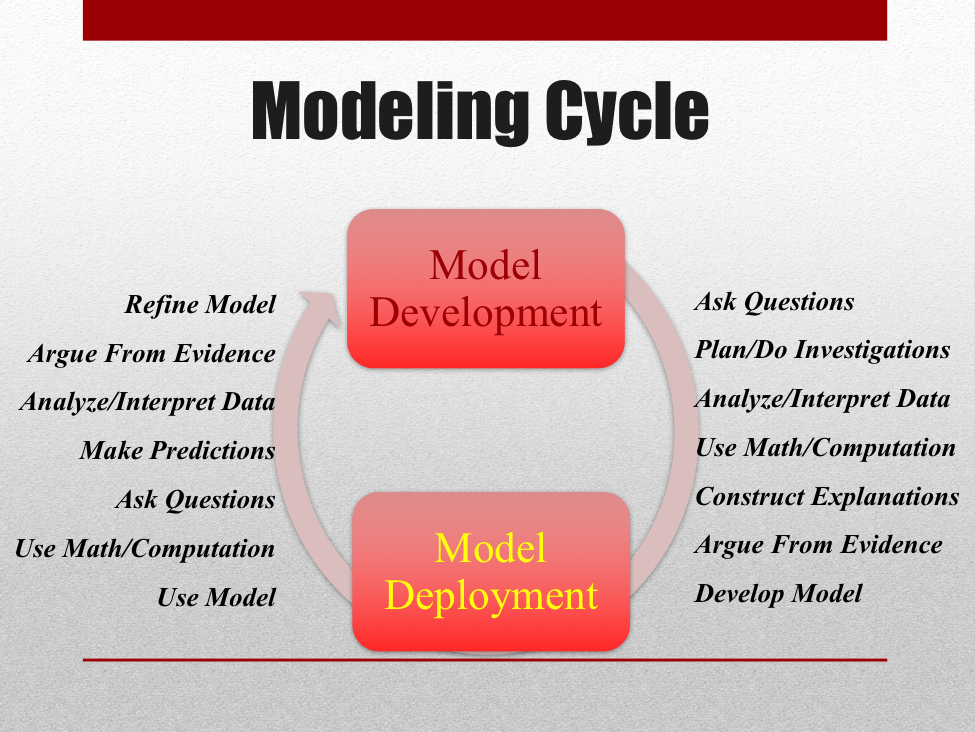 Modeling Cycle
Model
Development
Refine Model
Argue From Evidence
Analyze/Interpret Data
Make Predictions
Ask Questions
Use Math/Computation
Use Model
Ask Questions
Plan/Do Investigations
Analyze/Interpret Data
Use Math/Computation
Construct Explanations
Argue From Evidence
Develop Model
Model
Deployment